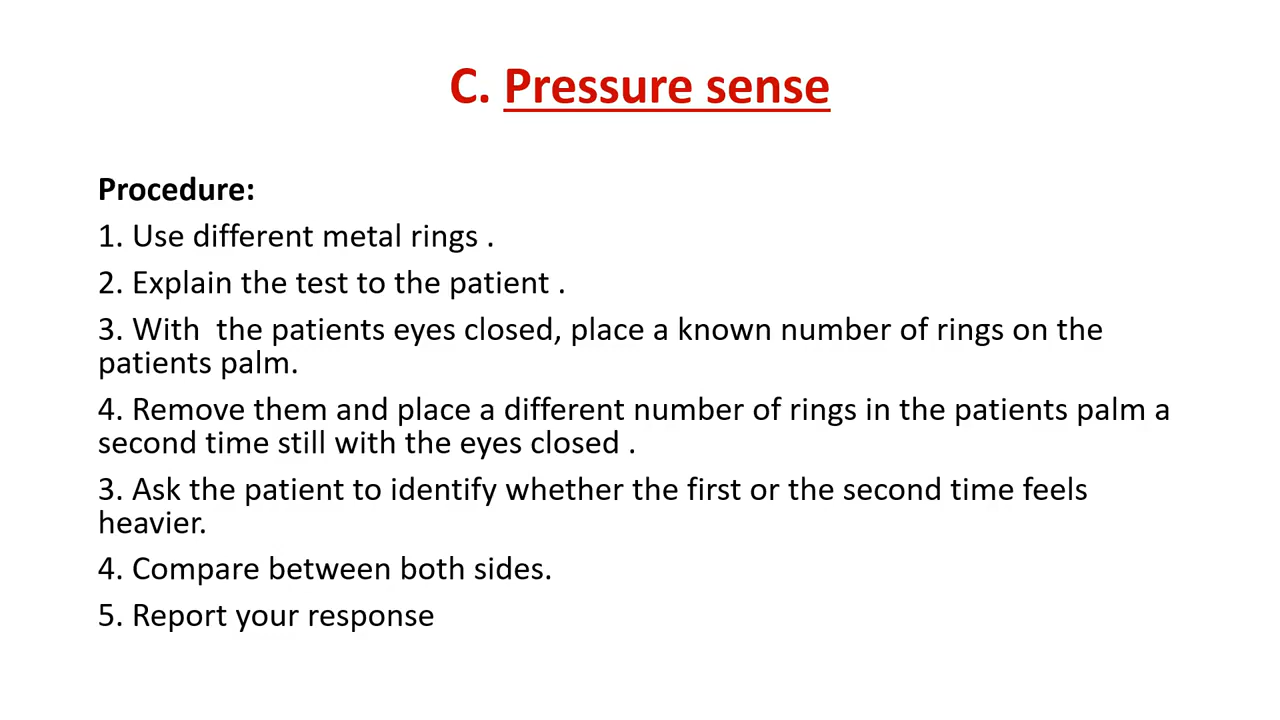 C. Pressure sense
Procedure:
1. Use different metal rings .
2. Explain the test to the patient .
3. With  the patients eyes closed, place a known number of rings on the
patients palm.
4. Remove them and place a different number of rings in the patients palm a
second time still with the eyes closed .
3. Ask the patient to identify whether the first or the second time feels
heavier.
4. Compare between both sides.
5. Report your response